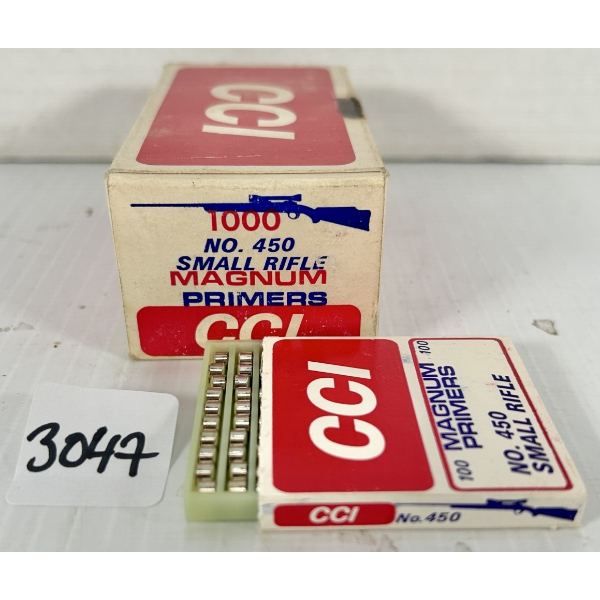 CCI
1000
NO. 450
SMALL RIFLE
MAGNUM
PRIMERS
CCI
3047
CCI
100 MAGNUM 100
PRIMERS
NO. 450
SMALL RIFLE
CCI No. 450